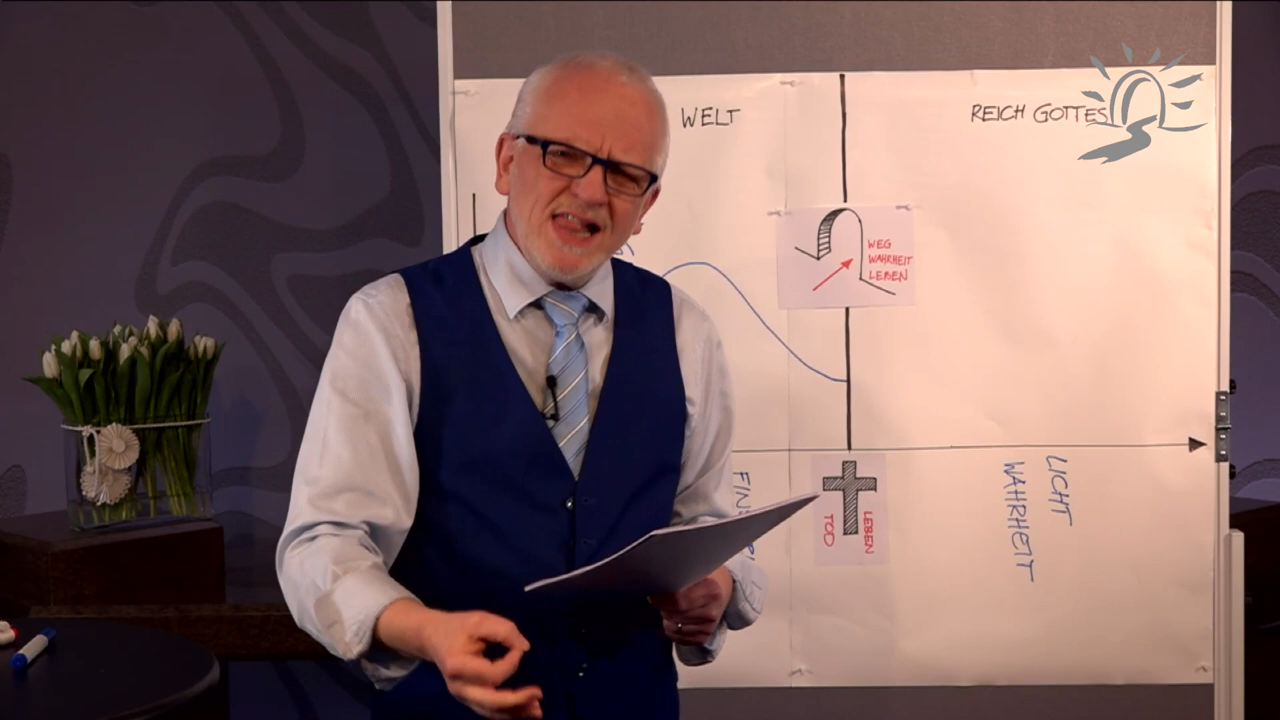 WELT
REICH GOTTES
WEG
WAHRHEIT
LEBEN
TOD
LEBEN
LICHT
WAHRHEIT